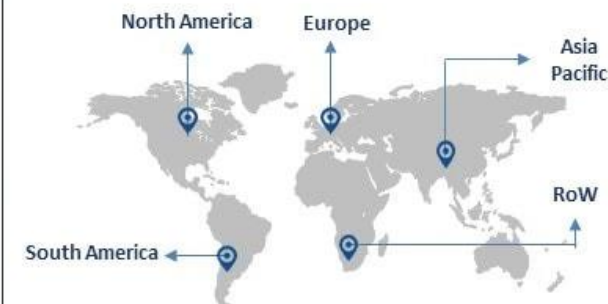 North America
Europe
Asia
Pacific
RoW
South America